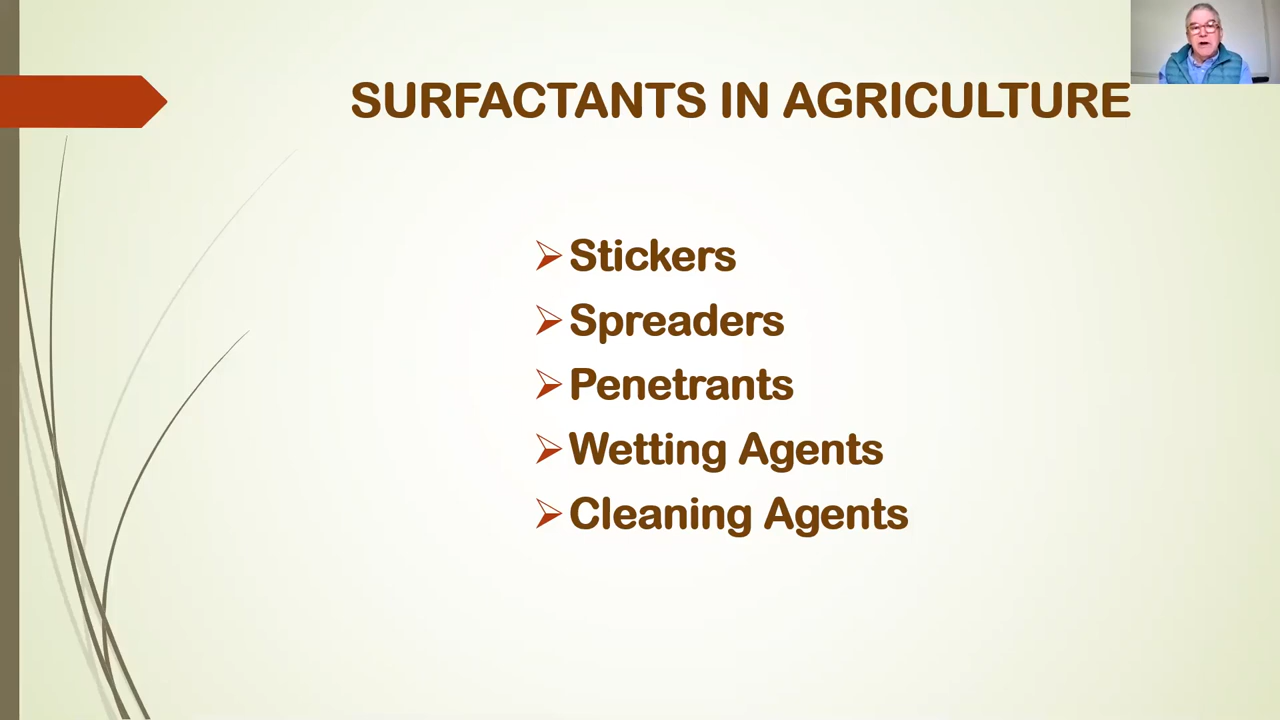 SURFACTANTS IN AGRICULTURE
Stickers
Spreaders
Penetrants
Wetting Agents
Cleaning Agents